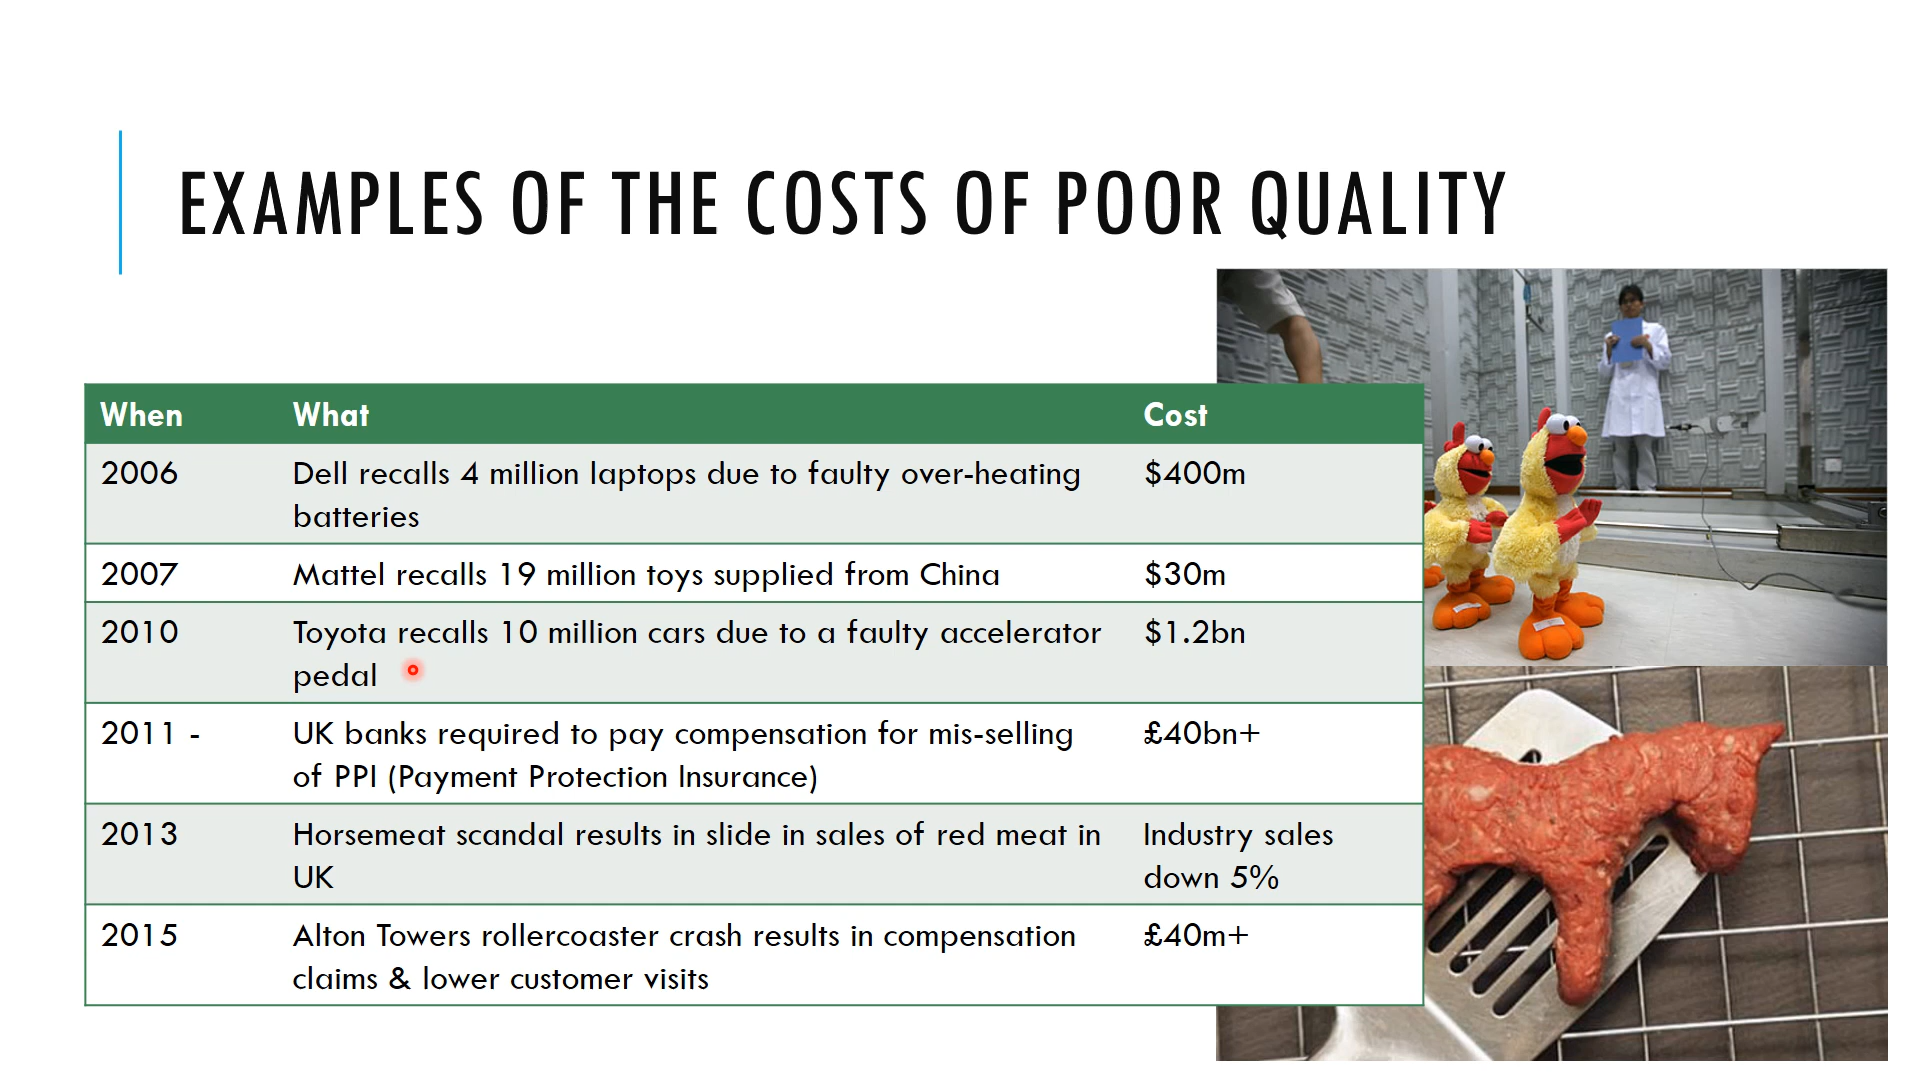 EXAMPLES OF THE COSTS OF POOR QUALITY
When What Cost
2006 Dell recalls 4 million laptops due to faulty over-heating $400m
batteries
2007 Mattel recalls 19 million toys supplied from China $30m
2010 Toyota recalls 10 million cars due to a faulty accelerator $1.2bn
pedal
2011 - UK banks required to pay compensation for mis-selling £40bn+
of PPI (Payment Protection Insurance)
2013 Horsemeat scandal results in slide in sales of red meat in Industry sales
UK down 5%
2015 Alton Towers rollercoaster crash results in compensation £40m+
claims & lower customer visits